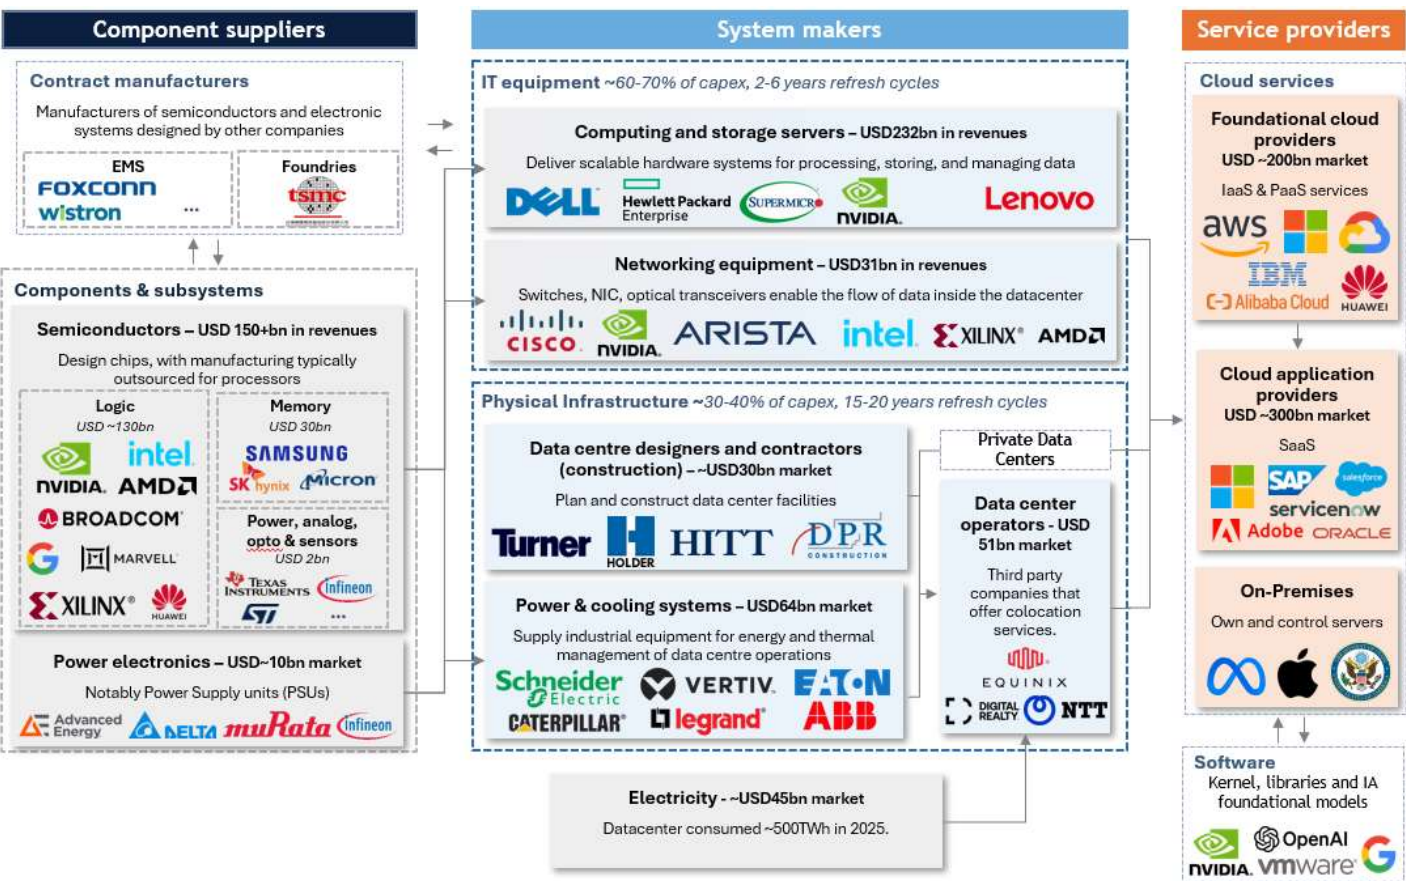 Component suppliers
System makers
Service providers
Contract manufacturers
Manufacturers of semiconductors and electronic
systems designed by other companies
EMS
FOXCONN
wistron
...
Foundries
tsmc
Components & subsystems
Semiconductors – USD 150+bn in revenues
Design chips, with manufacturing typically
outsourced for processors
Logic
USD ~130bn
NVIDIA.
intel.
AMD
BROADCOM
G
MARVELL
XILINX
HUAWEI
Memory
USD 30bn
SAMSUNG
SK hynix
Micron
Power, analog,
opto & sensors
USD 2bn
TEXAS
INSTRUMENTS
infineon
ST
...
Power electronics – USD~10bn market
Notably Power Supply units (PSUs)
Advanced
Energy
DELTA
muRata
infineon
IT equipment ~60-70% of capex, 2-6 years refresh cycles
Computing and storage servers – USD232bn in revenues
Deliver scalable hardware systems for processing, storing, and managing data
DELL
Hewlett Packard
Enterprise
SUPERMICR
NVIDIA.
Lenovo
Networking equipment – USD31bn in revenues
Switches, NIC, optical transceivers enable the flow of data inside the datacenter
CISCO
NVIDIA.
ARISTA
intel.
XILINX®
AMD
Physical Infrastructure ~30-40% of capex, 15-20 years refresh cycles
Data centre designers and contractors
(construction) – ~USD30bn market
Plan and construct data center facilities
Turner
HOLDER
HITT
DPR
CONSTRUCTION
Power & cooling systems – USD64bn market
Supply industrial equipment for energy and thermal
management of data centre operations
Schneider
Electric
VERTIV.
EATON
CATERPILLAR®
legrand®
ABB
Private Data
Centers
Data center
operators - USD
51bn market
Third party
companies that
offer colocation
services.
EQUINIX
DIGITAL
REALTY
NTT
Electricity - ~USD45bn market
Datacenter consumed ~500TWh in 2025.
Cloud services
Foundational cloud
providers
USD ~200bn market
IaaS & PaaS services
aws
IBM
Alibaba Cloud
HUAWEI
Cloud application
providers
USD ~300bn market
SaaS
SAP
salesforce
servicenow
Adobe
ORACLE
On-Premises
Own and control servers
Software
Kernel, libraries and IA
foundational models
NVIDIA.
OpenAI
vmware
G